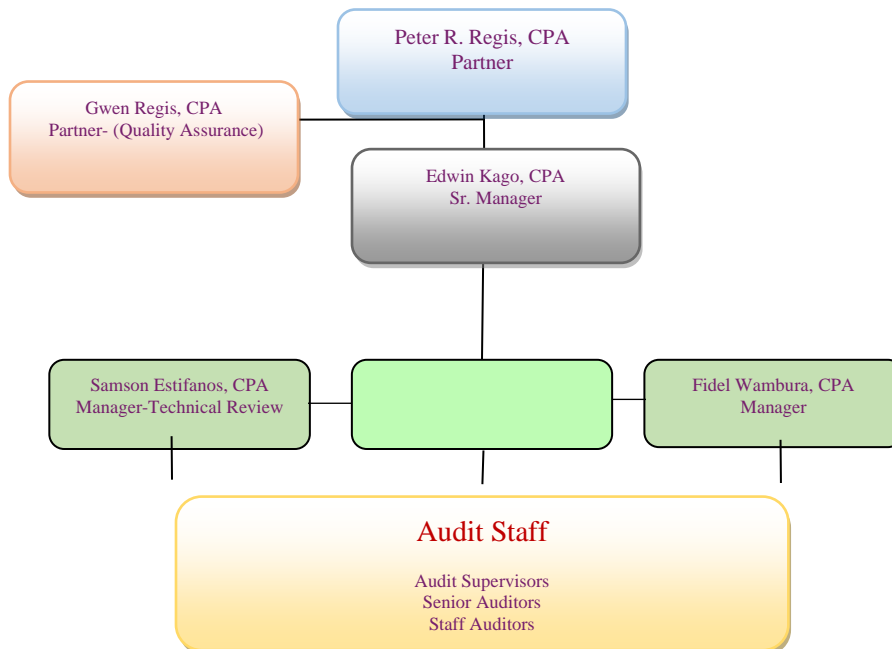 Peter R. Regis, CPA
Partner
Gwen Regis, CPA
Partner- (Quality Assurance)
Edwin Kago, CPA
Sr. Manager
Samson Estifanos, CPA
Manager-Technical Review
Fidel Wambura, CPA
Manager
Audit Staff
Audit Supervisors
Senior Auditors
Staff Auditors